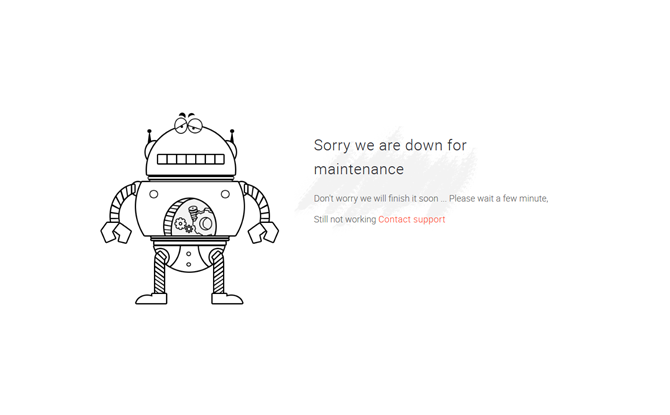 Sorry we are down for
maintenance
Don't worry we will finish it soon ... Please wait a few minute,
Still not working Contact support